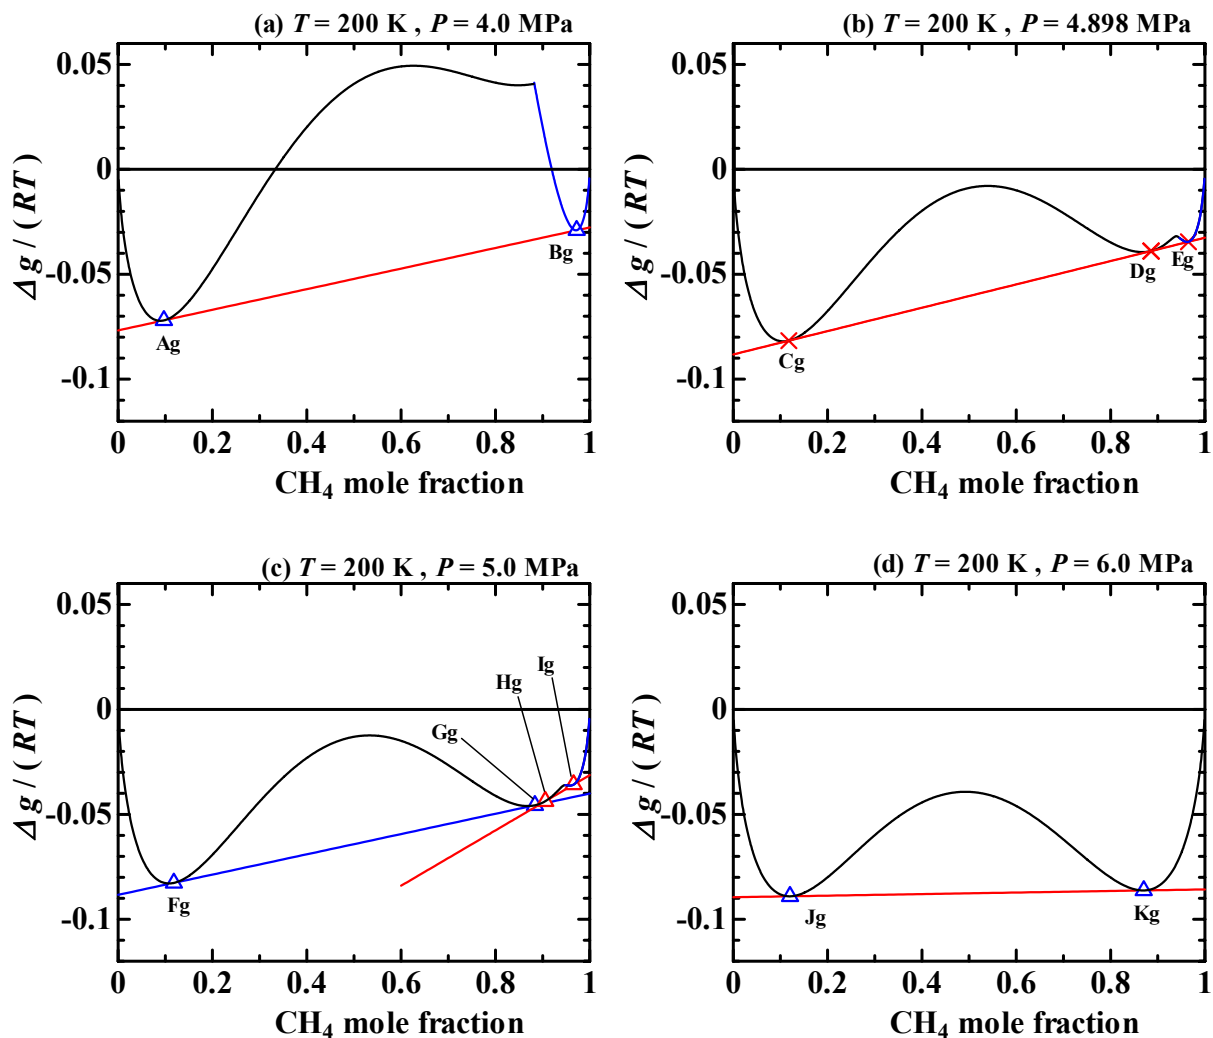 (a) T = 200 K , P = 4.0 MPa
0.05
0
-0.05
-0.1
Δg / ( RT )
Ag
Bg
0 0.2 0.4 0.6 0.8 1
CH4 mole fraction
(b) T = 200 K , P = 4.898 MPa
0.05
0
-0.05
-0.1
Δg / ( RT )
Cg
Dg
Eg
0 0.2 0.4 0.6 0.8 1
CH4 mole fraction
(c) T = 200 K , P = 5.0 MPa
0.05
0
-0.05
-0.1
Δg / ( RT )
Ig
Hg
Gg
Fg
0 0.2 0.4 0.6 0.8 1
CH4 mole fraction
(d) T = 200 K , P = 6.0 MPa
0.05
0
-0.05
-0.1
Δg / ( RT )
Jg
Kg
0 0.2 0.4 0.6 0.8 1
CH4 mole fraction